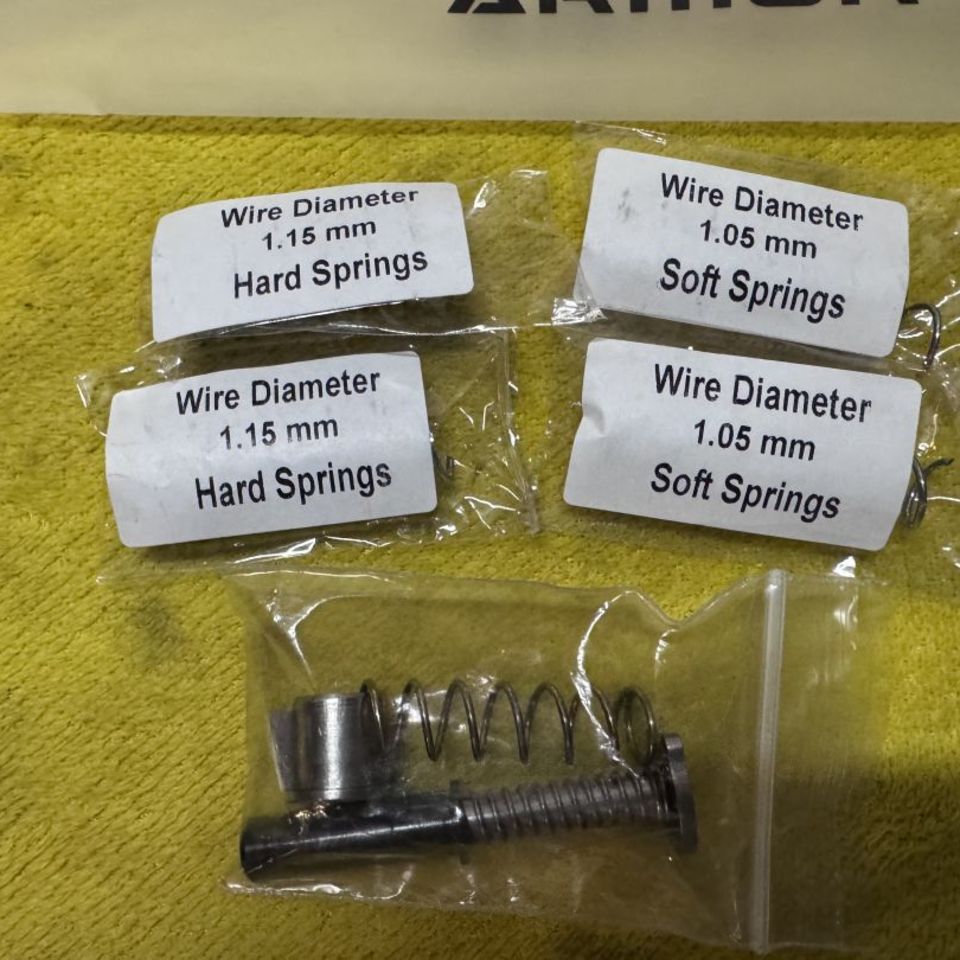 ARMOR
Wire Diameter
1.15 mm
Hard Springs
Wire Diameter
1.05 mm
Soft Springs
Wire Diameter
1.15 mm
Hard Springs
Wire Diameter
1.05 mm
Soft Springs